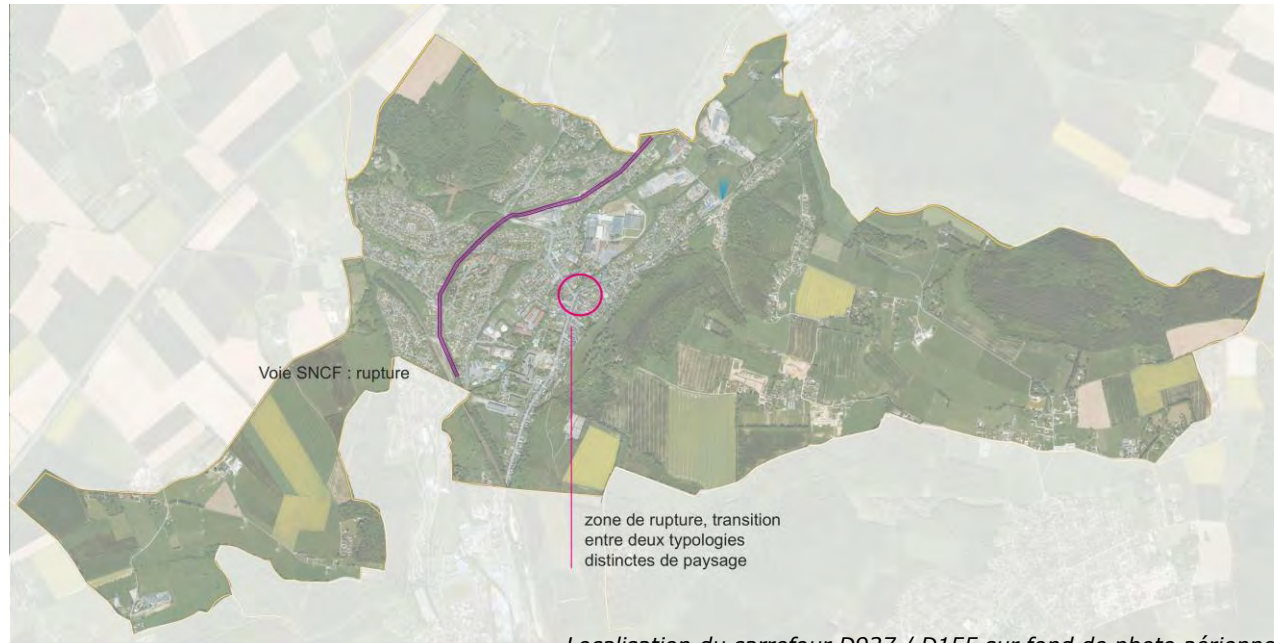 Voie SNCF : rupture
zone de rupture, transition
entre deux typologies
distinctes de paysage
Localisation du carrefour D927 / D155 sur fond de photo aérienne